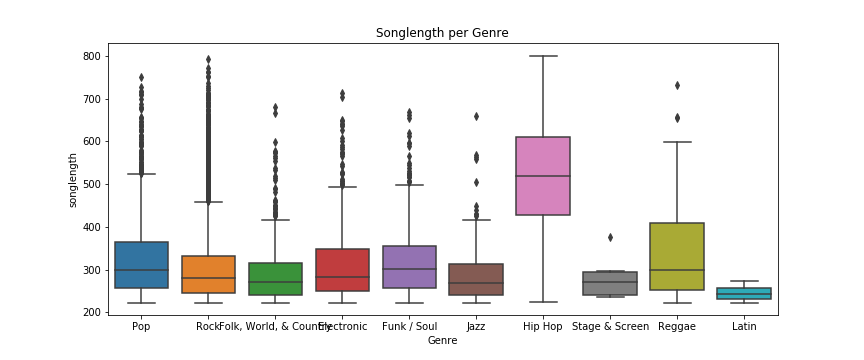 Songlength per Genre
songlength
800
700
600
500
400
300
200
Pop Rock Folk, World, & Country Electronic Funk / Soul Jazz Hip Hop Stage & Screen Reggae Latin
Genre